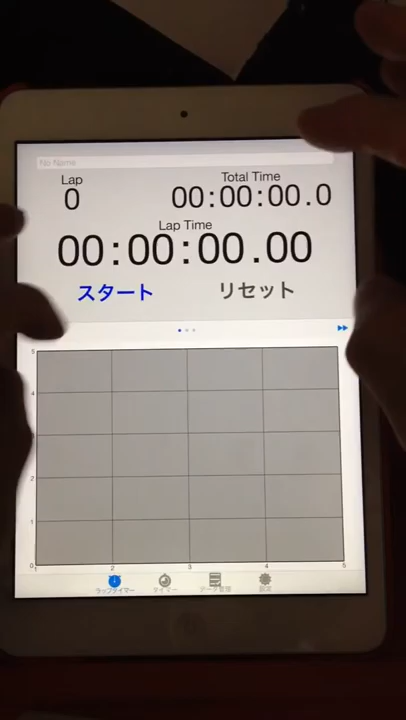 No Name
Lap
Total Time
0
00:00:00.0
Lap Time
00:00:00.00
スタート
リセット
5
4
3
2
1
0
1
2
3
4
5
ラップタイマー
タイマー
データ管理
設定